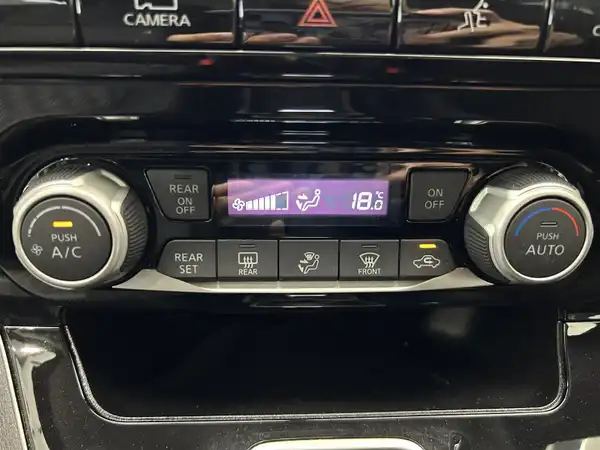 CAMERA
REAR
ON
OFF
18.0 °C
ON
OFF
PUSH
A/C
PUSH
AUTO
REAR
SET
REAR
FRONT